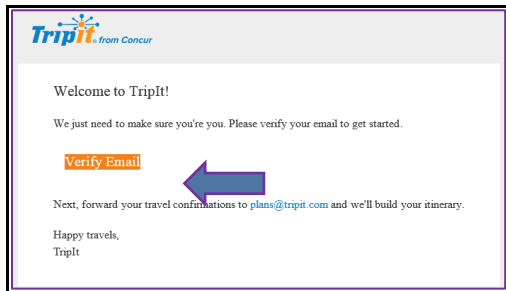 TripIt® from Concur
Welcome to TripIt!
We just need to make sure you're you. Please verify your email to get started.
Verify Email
Next, forward your travel confirmations to plans@tripit.com and we'll build your itinerary.
Happy travels,
TripIt